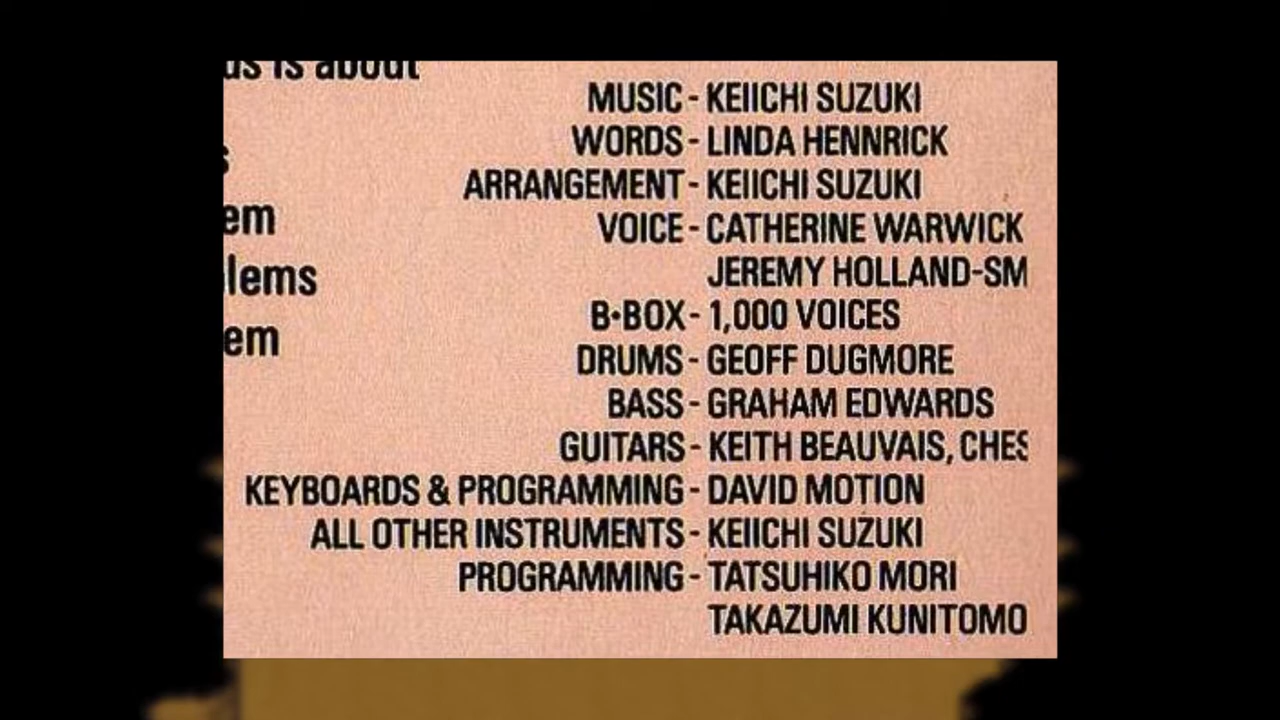 is about
MUSIC - KEIICHI SUZUKI
WORDS - LINDA HENNRICK
ARRANGEMENT - KEIICHI SUZUKI
VOICE - CATHERINE WARWICK
JEREMY HOLLAND-SM
em
lems
em
B•BOX - 1,000 VOICES
DRUMS - GEOFF DUGMORE
BASS - GRAHAM EDWARDS
GUITARS - KEITH BEAUVAIS, CHES
KEYBOARDS & PROGRAMMING - DAVID MOTION
ALL OTHER INSTRUMENTS - KEIICHI SUZUKI
PROGRAMMING - TATSUHIKO MORI
TAKAZUMI KUNITOMO